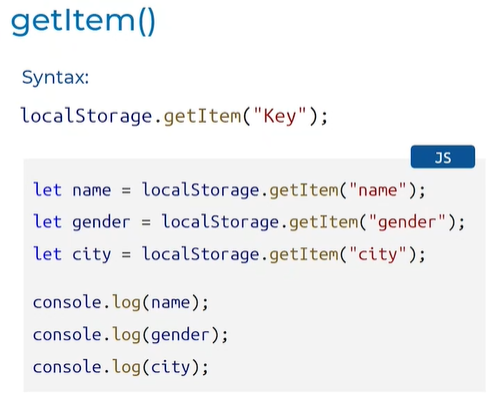 getItem()
Syntax:
localStorage.getItem("Key");
JS
let name = localStorage.getItem("name");
let gender = localStorage.getItem("gender");
let city = localStorage.getItem("city");
console.log(name);
console.log(gender);
console.log(city);